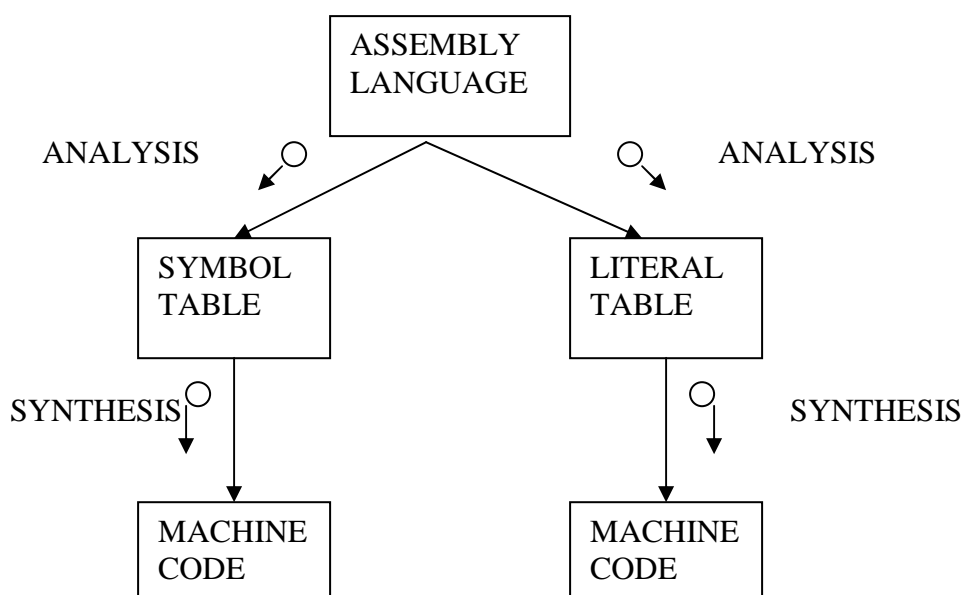 ASSEMBLY
LANGUAGE
ANALYSIS
ANALYSIS
SYMBOL
TABLE
LITERAL
TABLE
SYNTHESIS
SYNTHESIS
MACHINE
CODE
MACHINE
CODE